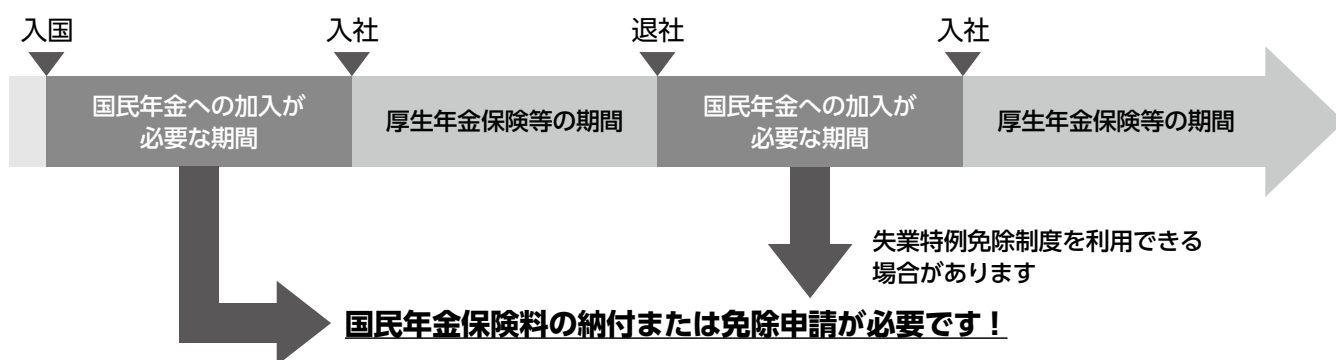 入国
入社
退社
入社
国民年金への加入が
必要な期間
厚生年金保険等の期間
国民年金への加入が
必要な期間
厚生年金保険等の期間
失業特例免除制度を利用できる
場合があります
国民年金保険料の納付または免除申請が必要です！